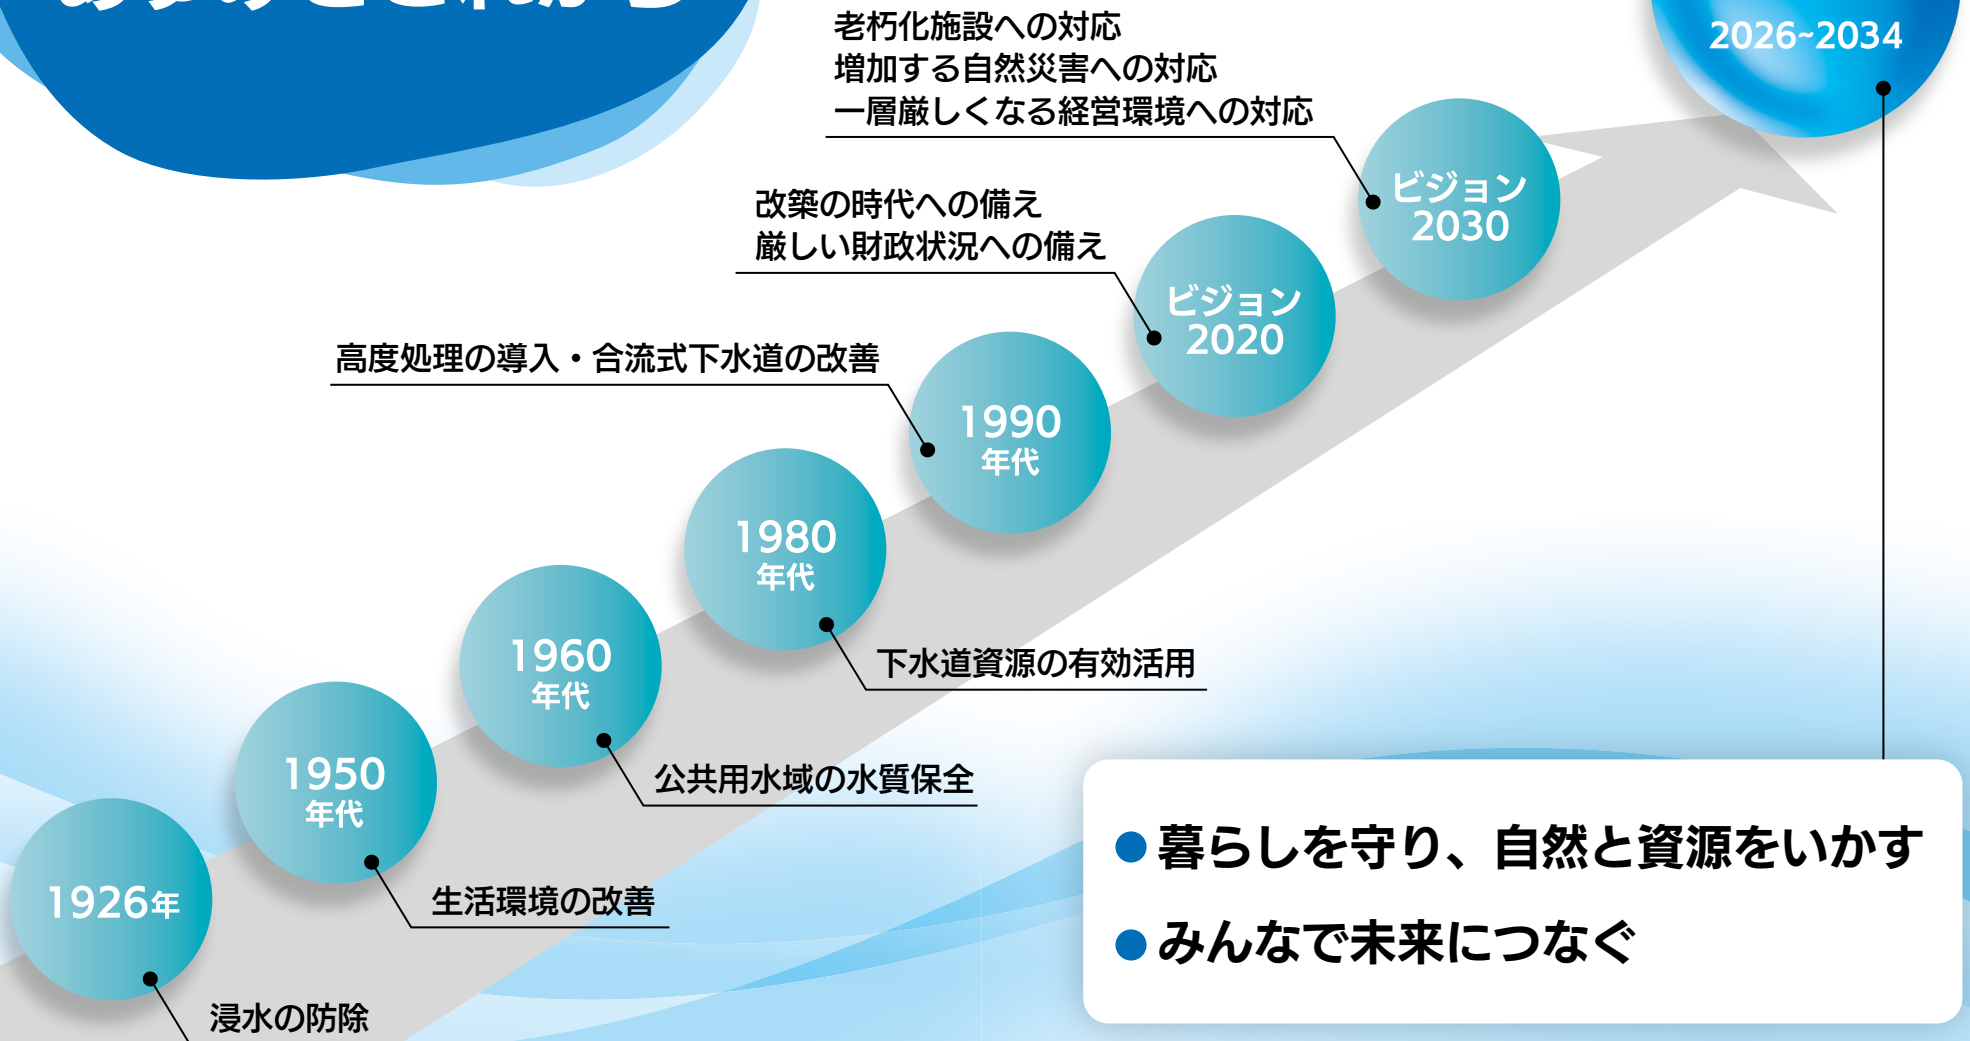 2026~2034
老朽化施設への対応
増加する自然災害への対応
一層厳しくなる経営環境への対応
ビジョン
2030
改築の時代への備え
厳しい財政状況への備え
ビジョン
2020
高度処理の導入・合流式下水道の改善
1990
年代
1980
年代
下水道資源の有効活用
1960
年代
公共用水域の水質保全
1950
年代
生活環境の改善
1926年
浸水の防除
●暮らしを守り、自然と資源をいかす
●みんなで未来につなぐ